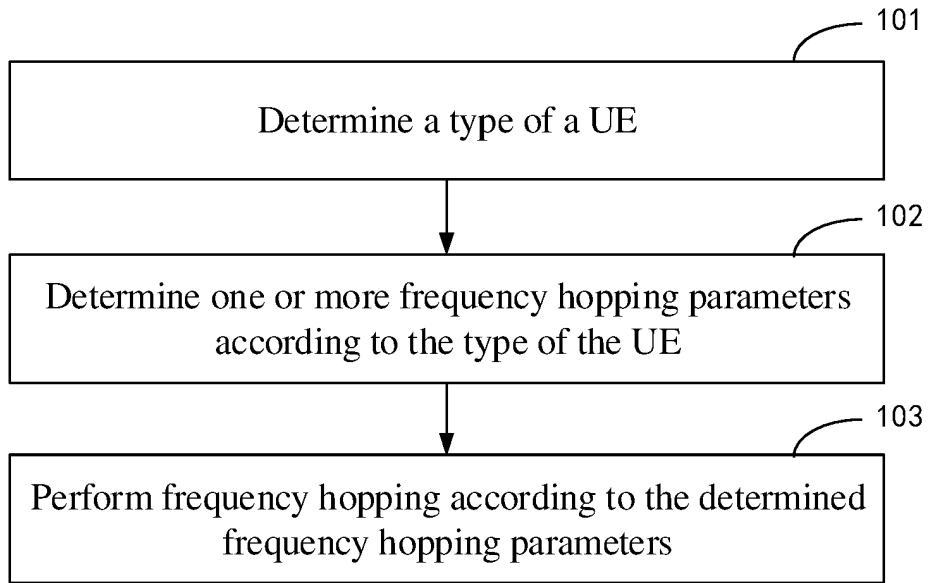 101
Determine a type of a UE
102
Determine one or more frequency hopping parameters
according to the type of the UE
103
Perform frequency hopping according to the determined
frequency hopping parameters